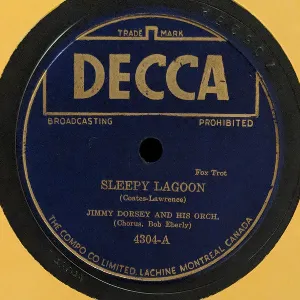 TRADE MARK
DECCA
BROADCASTING PROHIBITED
Fox Trot
SLEEPY LAGOON
(Coates-Lawrence)
JIMMY DORSEY AND HIS ORCH.
(Chorus, Bob Eberly)
4304-A
THE COMPO CO. LIMITED, LACHINE MONTREAL CANADA